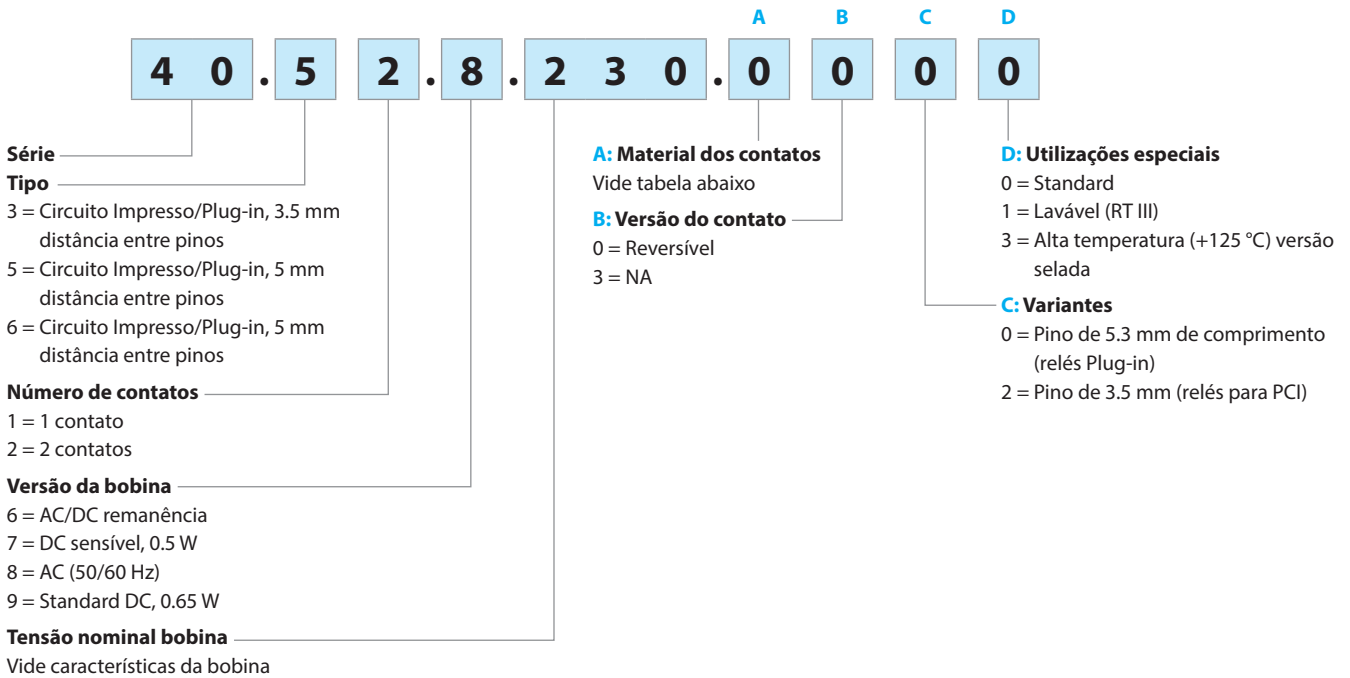 A B C D
4 0 . 5 2 . 8 . 2 3 0 . 0 0 0 0
Série
Tipo
3 = Circuito Impresso/Plug-in, 3.5 mm
distância entre pinos
5 = Circuito Impresso/Plug-in, 5 mm
distância entre pinos
6 = Circuito Impresso/Plug-in, 5 mm
distância entre pinos
Número de contatos
1 = 1 contato
2 = 2 contatos
Versão da bobina
6 = AC/DC remanência
7 = DC sensível, 0.5 W
8 = AC (50/60 Hz)
9 = Standard DC, 0.65 W
Tensão nominal bobina
Vide características da bobina
A: Material dos contatos
Vide tabela abaixo
B: Versão do contato
0 = Reversível
3 = NA
D: Utilizações especiais
0 = Standard
1 = Lavável (RT III)
3 = Alta temperatura (+125 °C) versão
selada
C: Variantes
0 = Pino de 5.3 mm de comprimento
(relés Plug-in)
2 = Pino de 3.5 mm (relés para PCI)